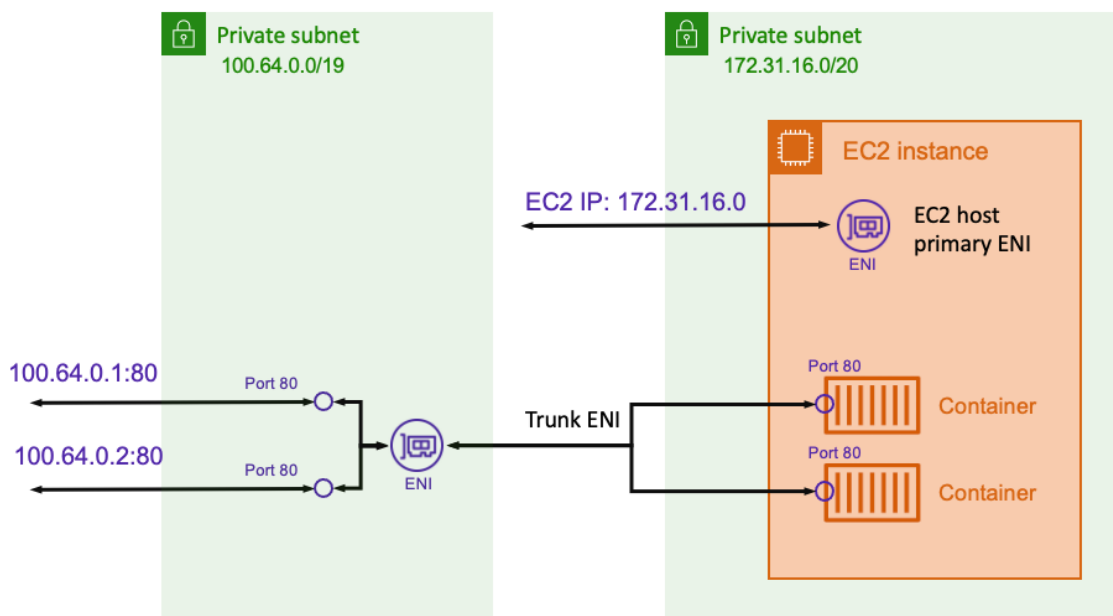 Private subnet
100.64.0.0/19
Private subnet
172.31.16.0/20
EC2 instance
EC2 IP: 172.31.16.0
EC2 host
primary ENI
ENI
100.64.0.1:80
Port 80
100.64.0.2:80
Port 80
ENI
Trunk ENI
Port 80
Container
Port 80
Container